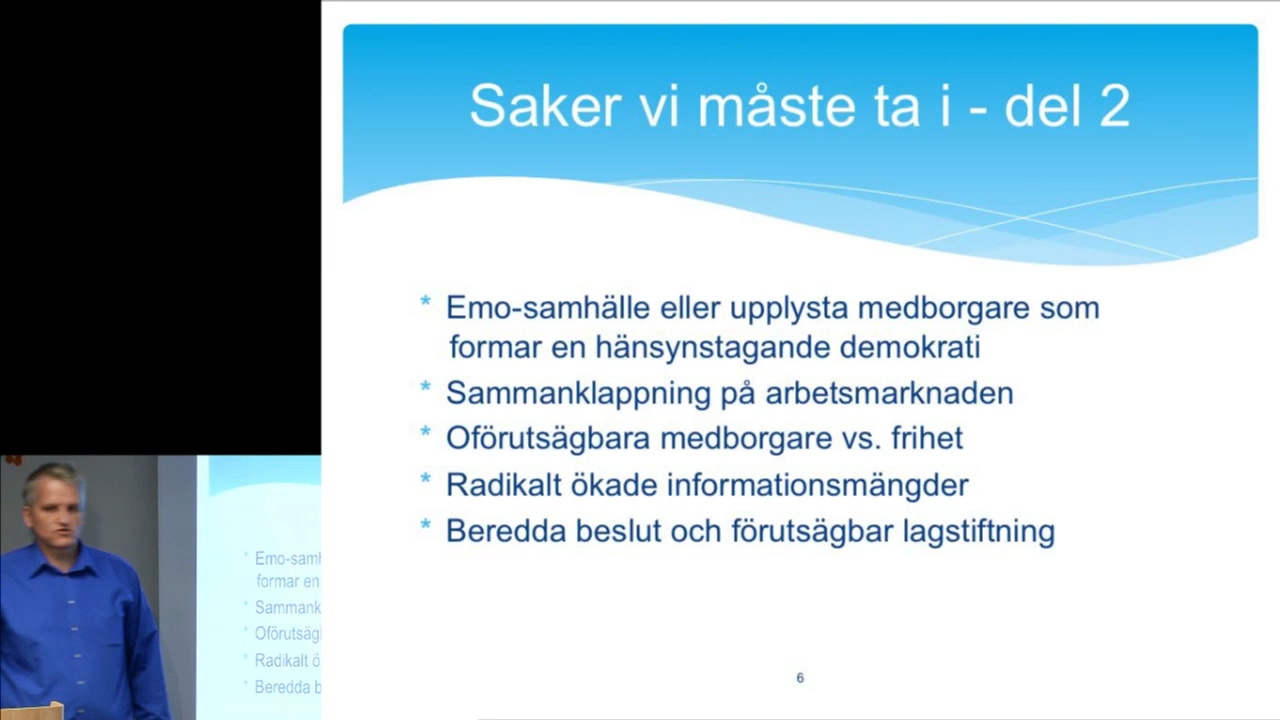 Saker vi måste ta i - del 2
* Emo-samhälle eller upplysta medborgare som
formar en hänsynstagande demokrati
* Sammanklappning på arbetsmarknaden
* Oförutsägbara medborgare vs. frihet
* Radikalt ökade informationsmängder
* Beredda beslut och förutsägbar lagstiftning
6
* Emo-samh
formar en
* Sammank
* Oförutsäg
* Radikalt ö
* Beredda b